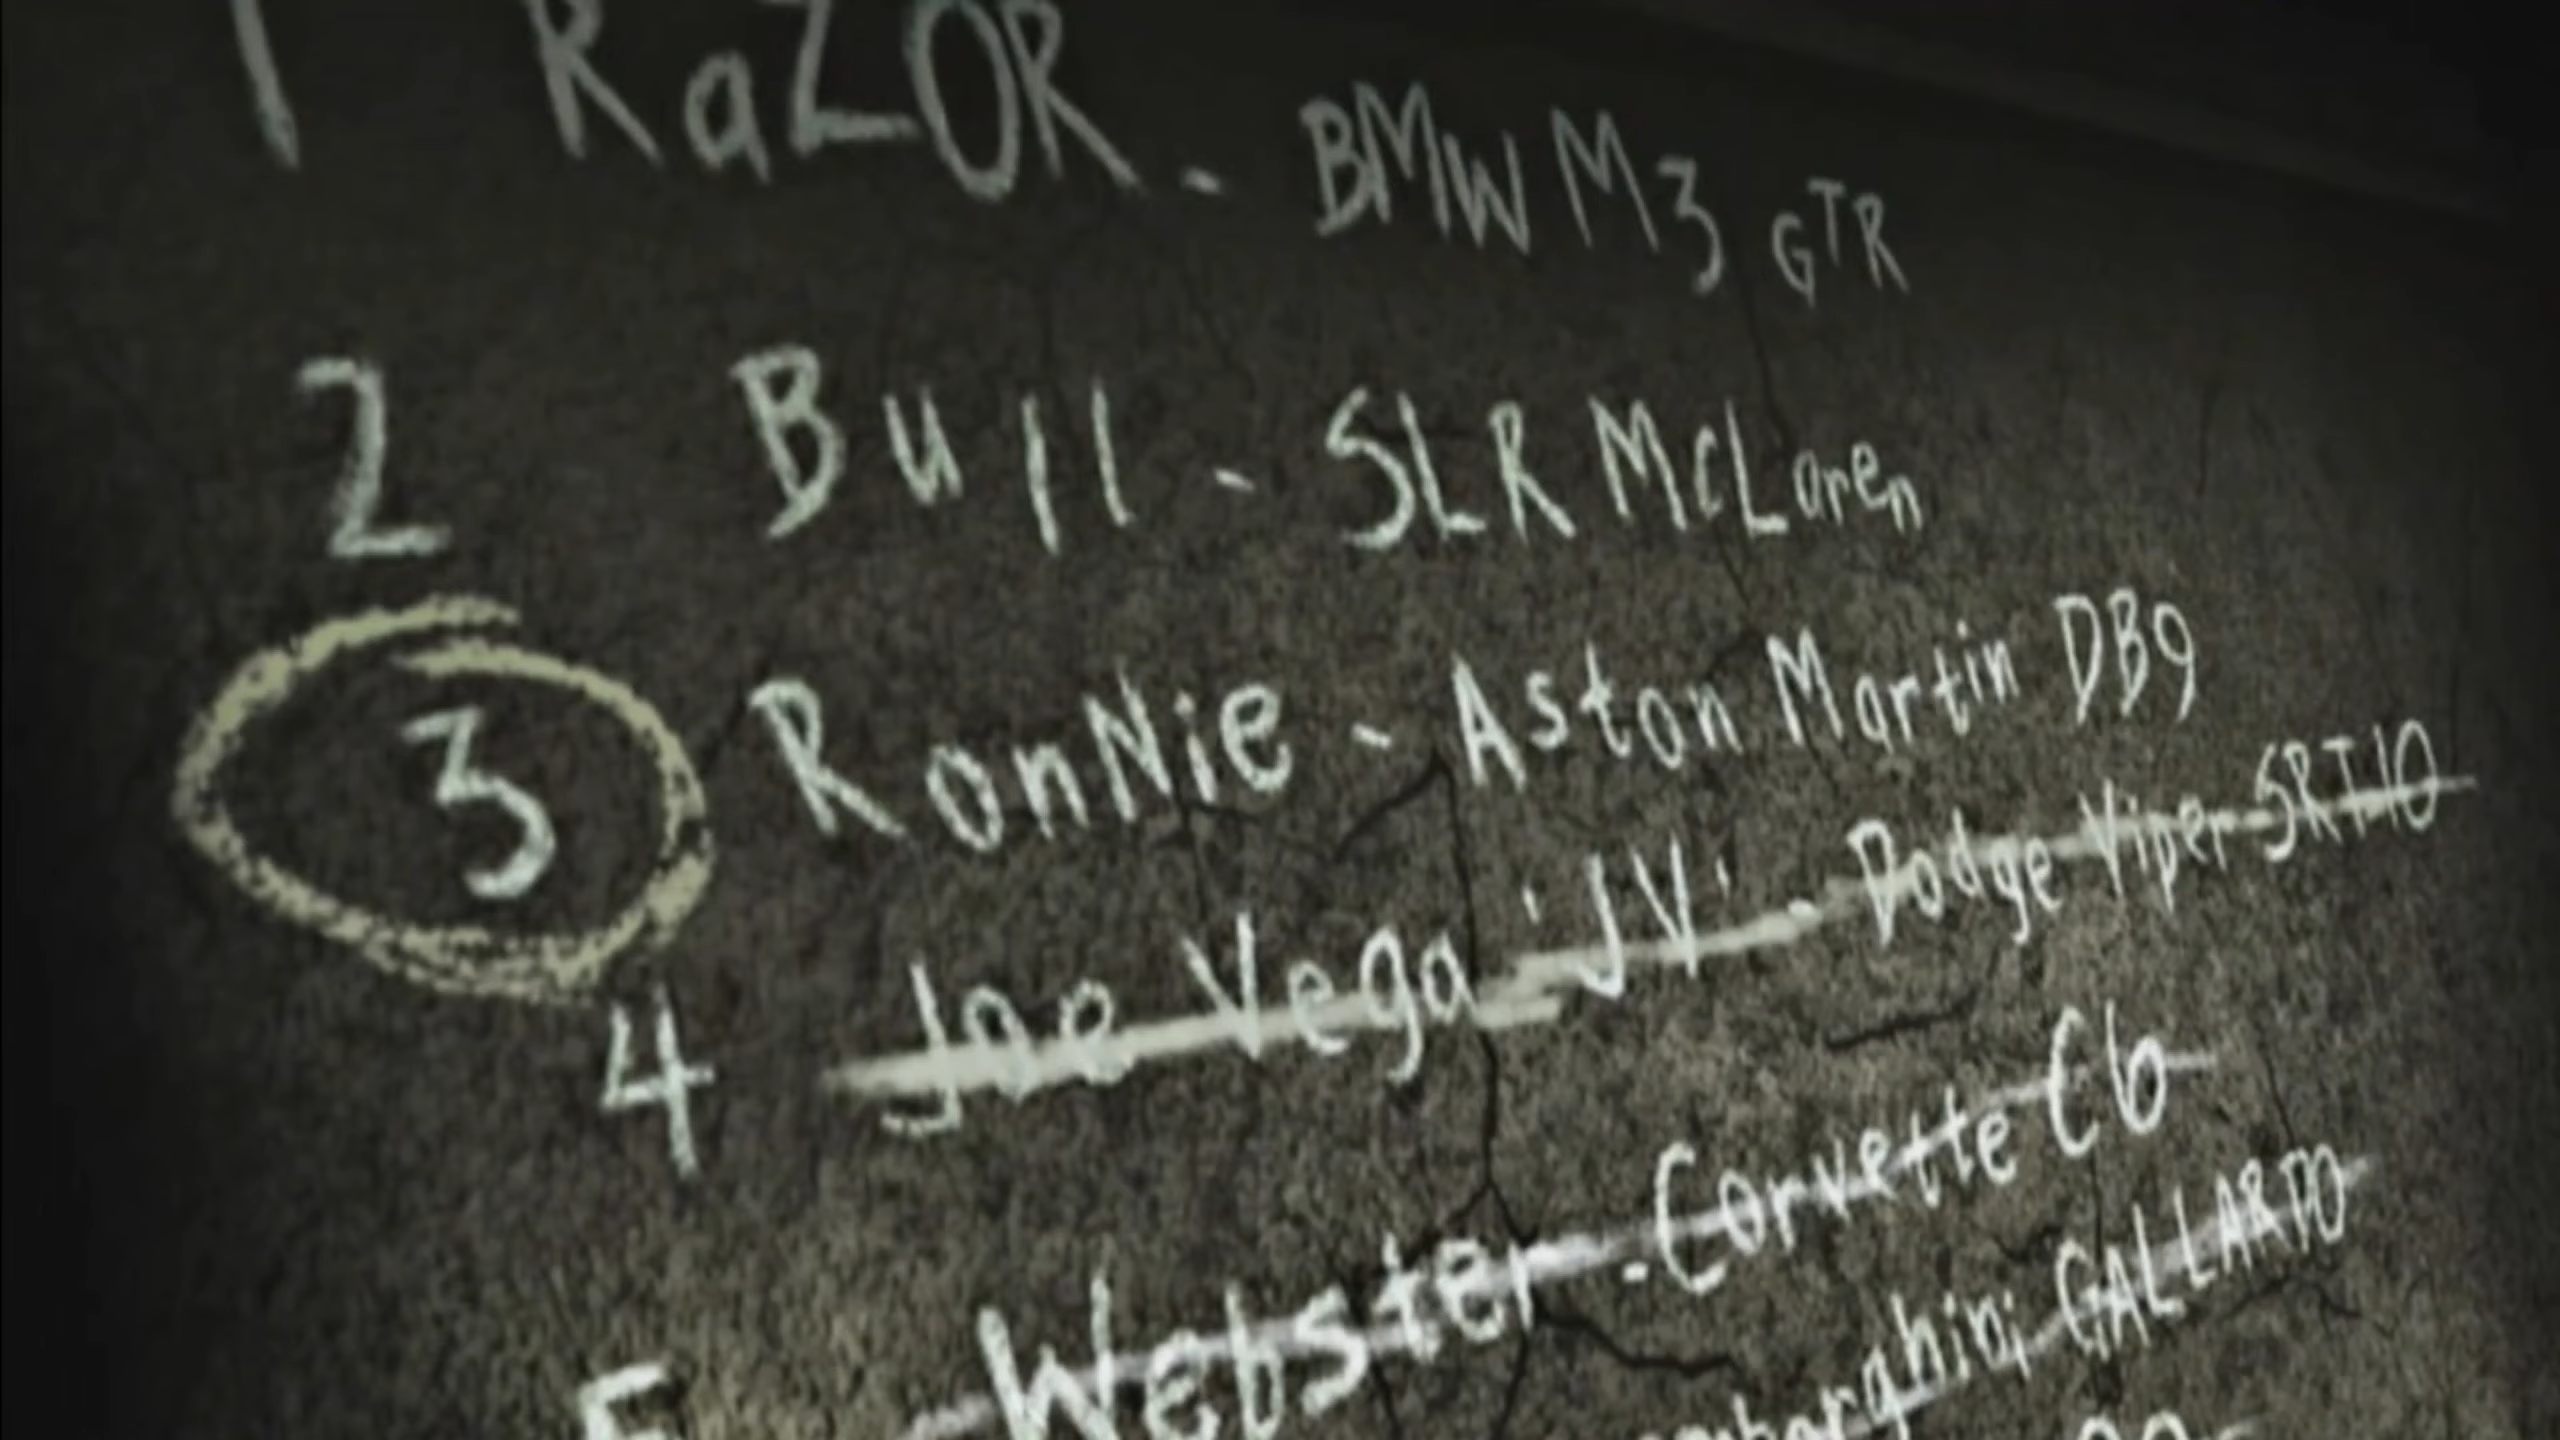 1 RaZOR - BMW M3 GTR
2 Bull - SLR McLaren
3 RonNie - Aston Martin DB9
4 Joe Vega 'JV' - Dodge Viper SRT10
5 Webster - Corvette C6
GALLARDO